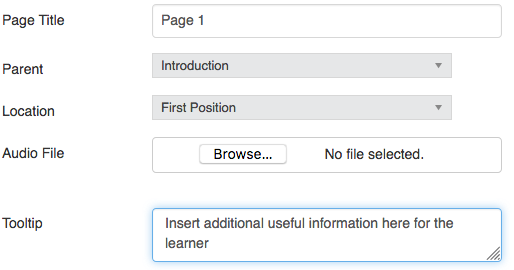 Page Title Page 1
Parent Introduction
Location First Position
Audio File Browse... No file selected.
Tooltip Insert additional useful information here for the
learner